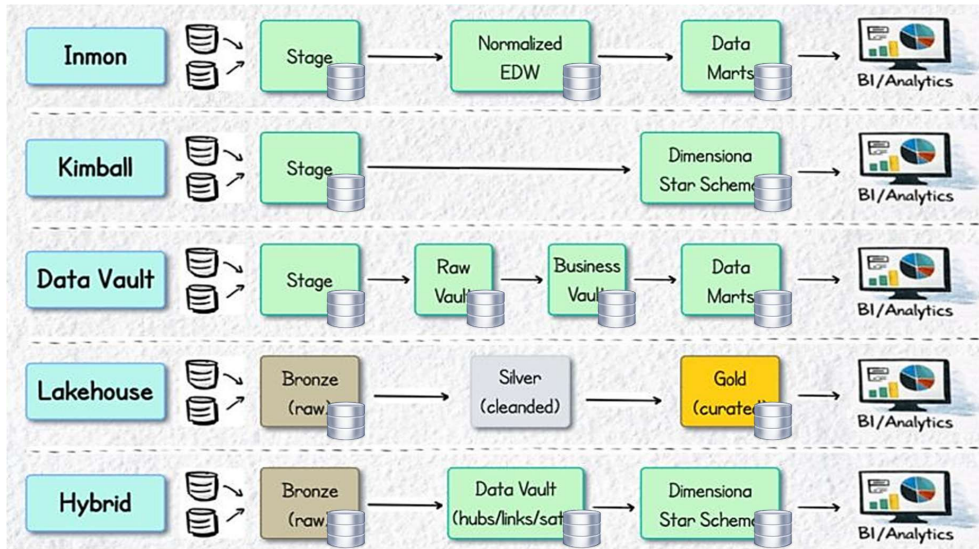 Inmon
Stage
Normalized
EDW
Data
Marts
BI/Analytics
Kimball
Stage
Dimensiona
Star Scheme
BI/Analytics
Data Vault
Stage
Raw
Vault
Business
Vault
Data
Marts
BI/Analytics
Lakehouse
Bronze
(raw)
Silver
(cleanded)
Gold
(curated)
BI/Analytics
Hybrid
Bronze
(raw)
Data Vault
(hubs/links/sat
Dimensiona
Star Scheme
BI/Analytics